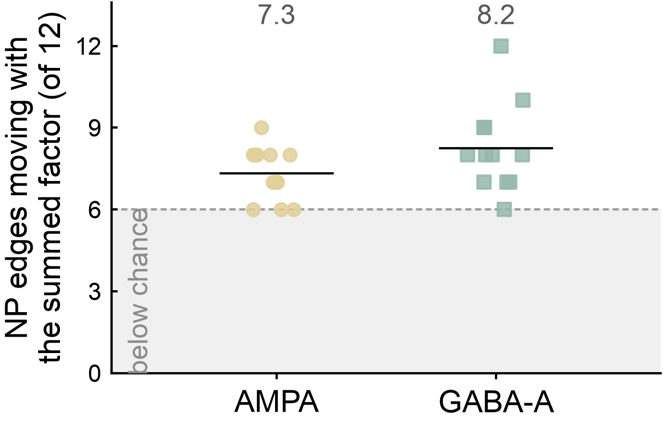 7.3
8.2
NP edges moving with
the summed factor (of 12)
12
9
6
3
0
below chance
AMPA
GABA-A